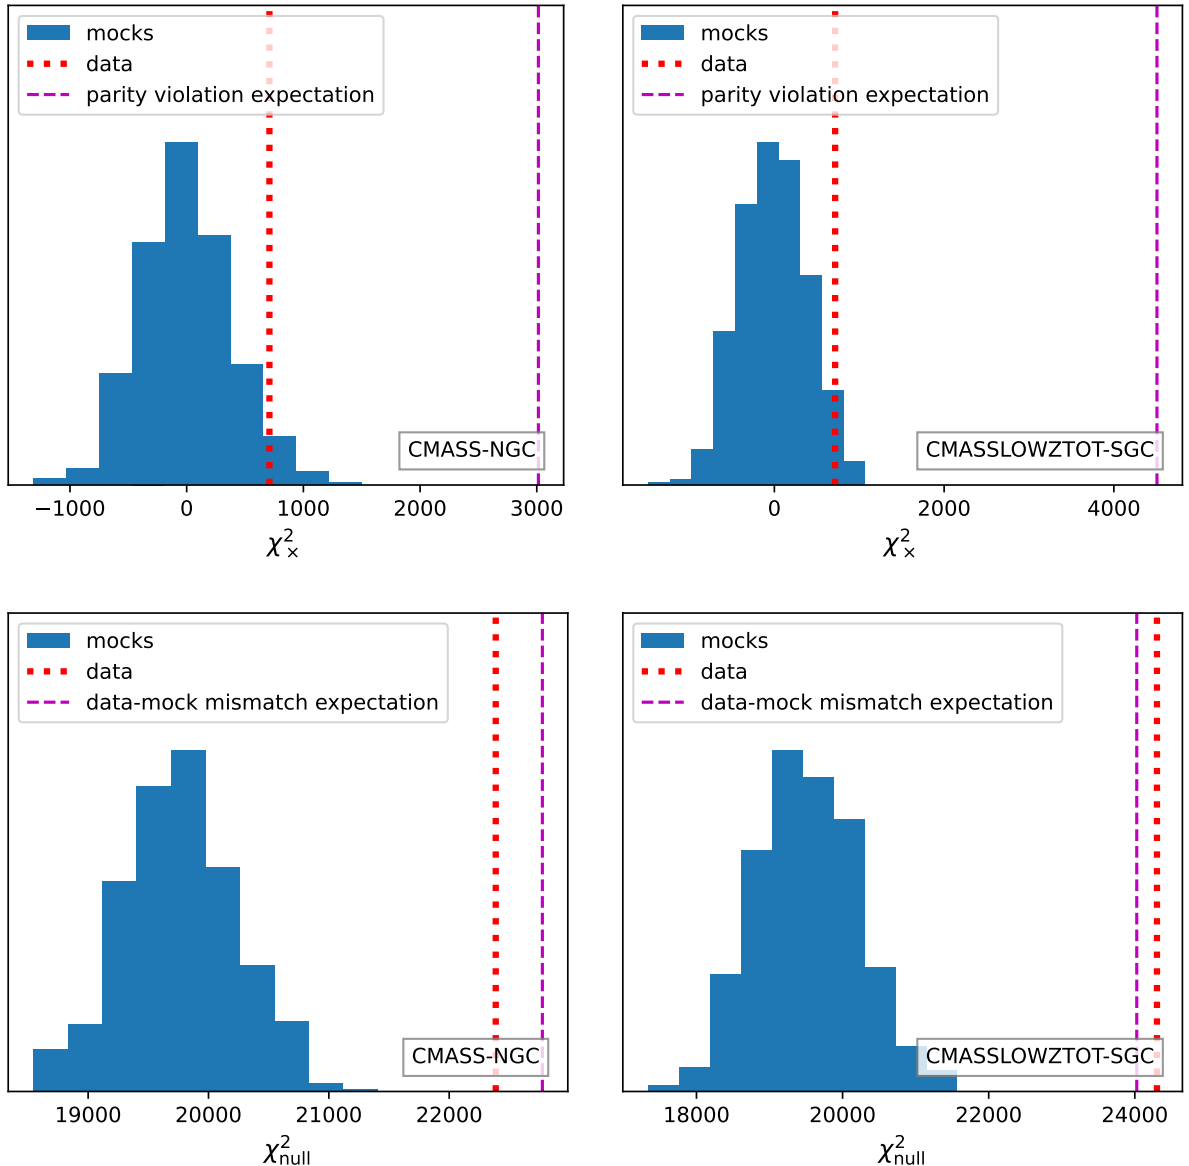 mocks
data
parity violation expectation
CMASS-NGC
−1000 0 1000 2000 3000
χ²×
mocks
data
parity violation expectation
CMASSLOWZTOT-SGC
0 2000 4000
χ²×
mocks
data
data-mock mismatch expectation
CMASS-NGC
19000 20000 21000 22000
χ²null
mocks
data
data-mock mismatch expectation
CMASSLOWZTOT-SGC
18000 20000 22000 24000
χ²null